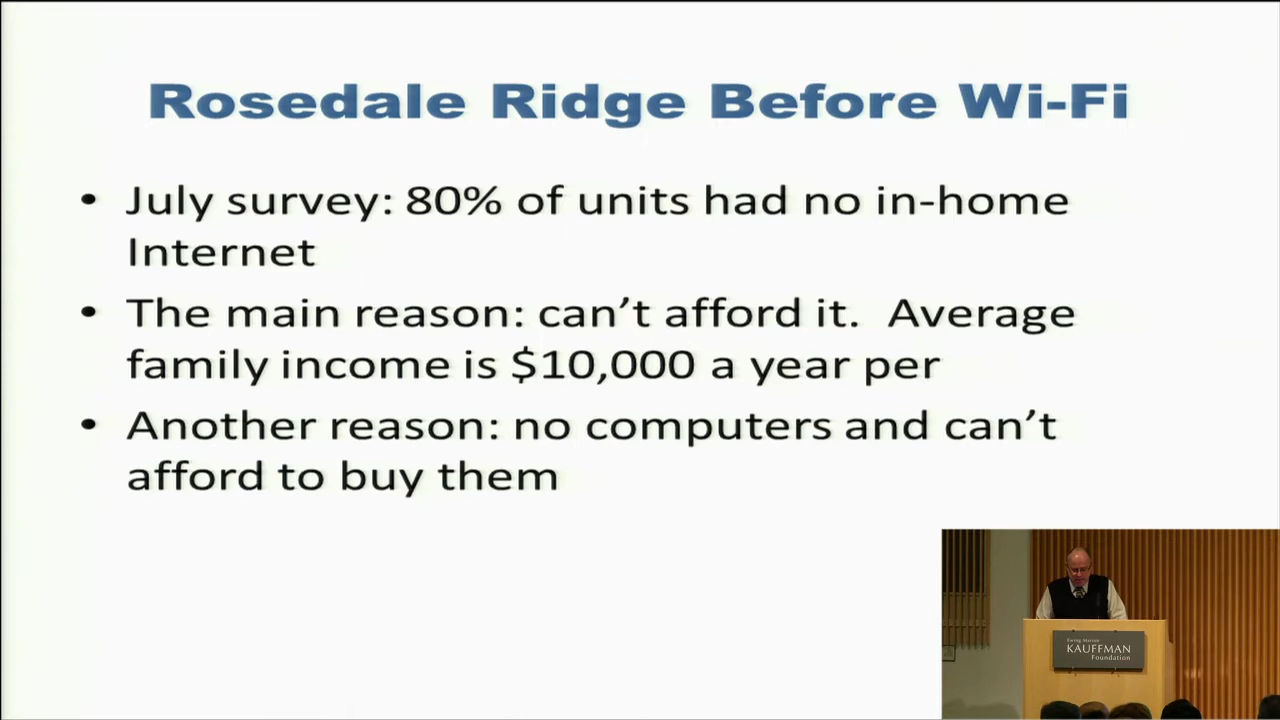 Rosedale Ridge Before Wi-Fi
• July survey: 80% of units had no in-home
Internet
• The main reason: can’t afford it.  Average
family income is $10,000 a year per
• Another reason: no computers and can’t
afford to buy them
Ewing Marion
KAUFFMAN
Foundation